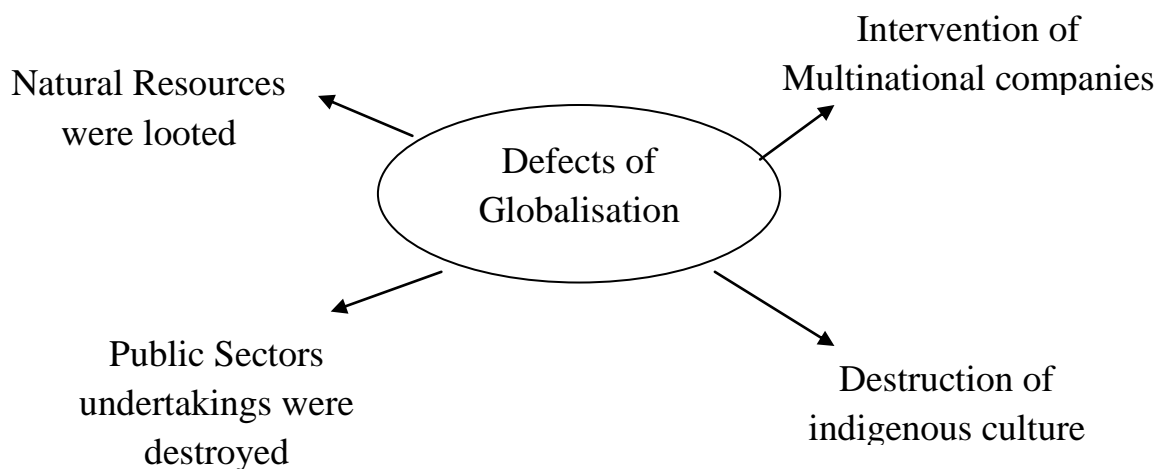 Intervention of
Multinational companies
Natural Resources
were looted
Defects of
Globalisation
Public Sectors
undertakings were
destroyed
Destruction of
indigenous culture